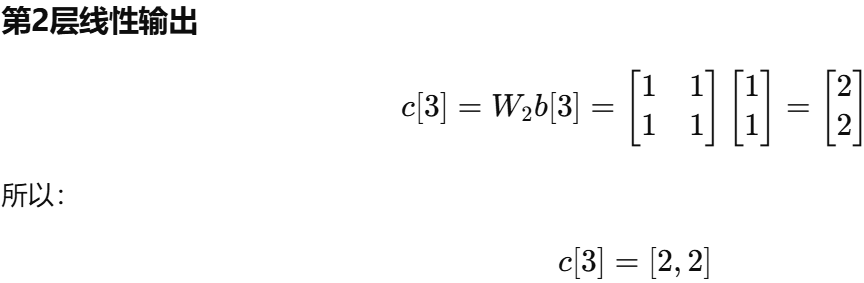 第2层线性输出
c[3] = W₂b[3] = [1 1; 1 1] [1; 1] = [2; 2]
所以：
c[3] = [2, 2]